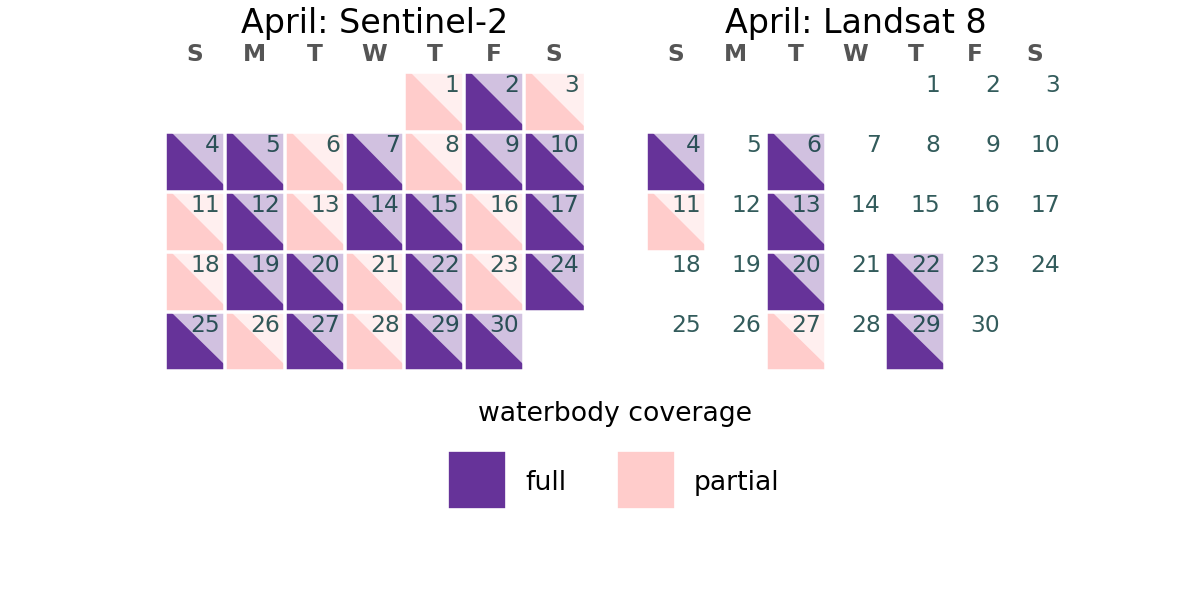 April: Sentinel-2
S M T W T F S
1 2 3
4 5 6 7 8 9 10
11 12 13 14 15 16 17
18 19 20 21 22 23 24
25 26 27 28 29 30
April: Landsat 8
S M T W T F S
1 2 3
4 5 6 7 8 9 10
11 12 13 14 15 16 17
18 19 20 21 22 23 24
25 26 27 28 29 30
waterbody coverage
full partial